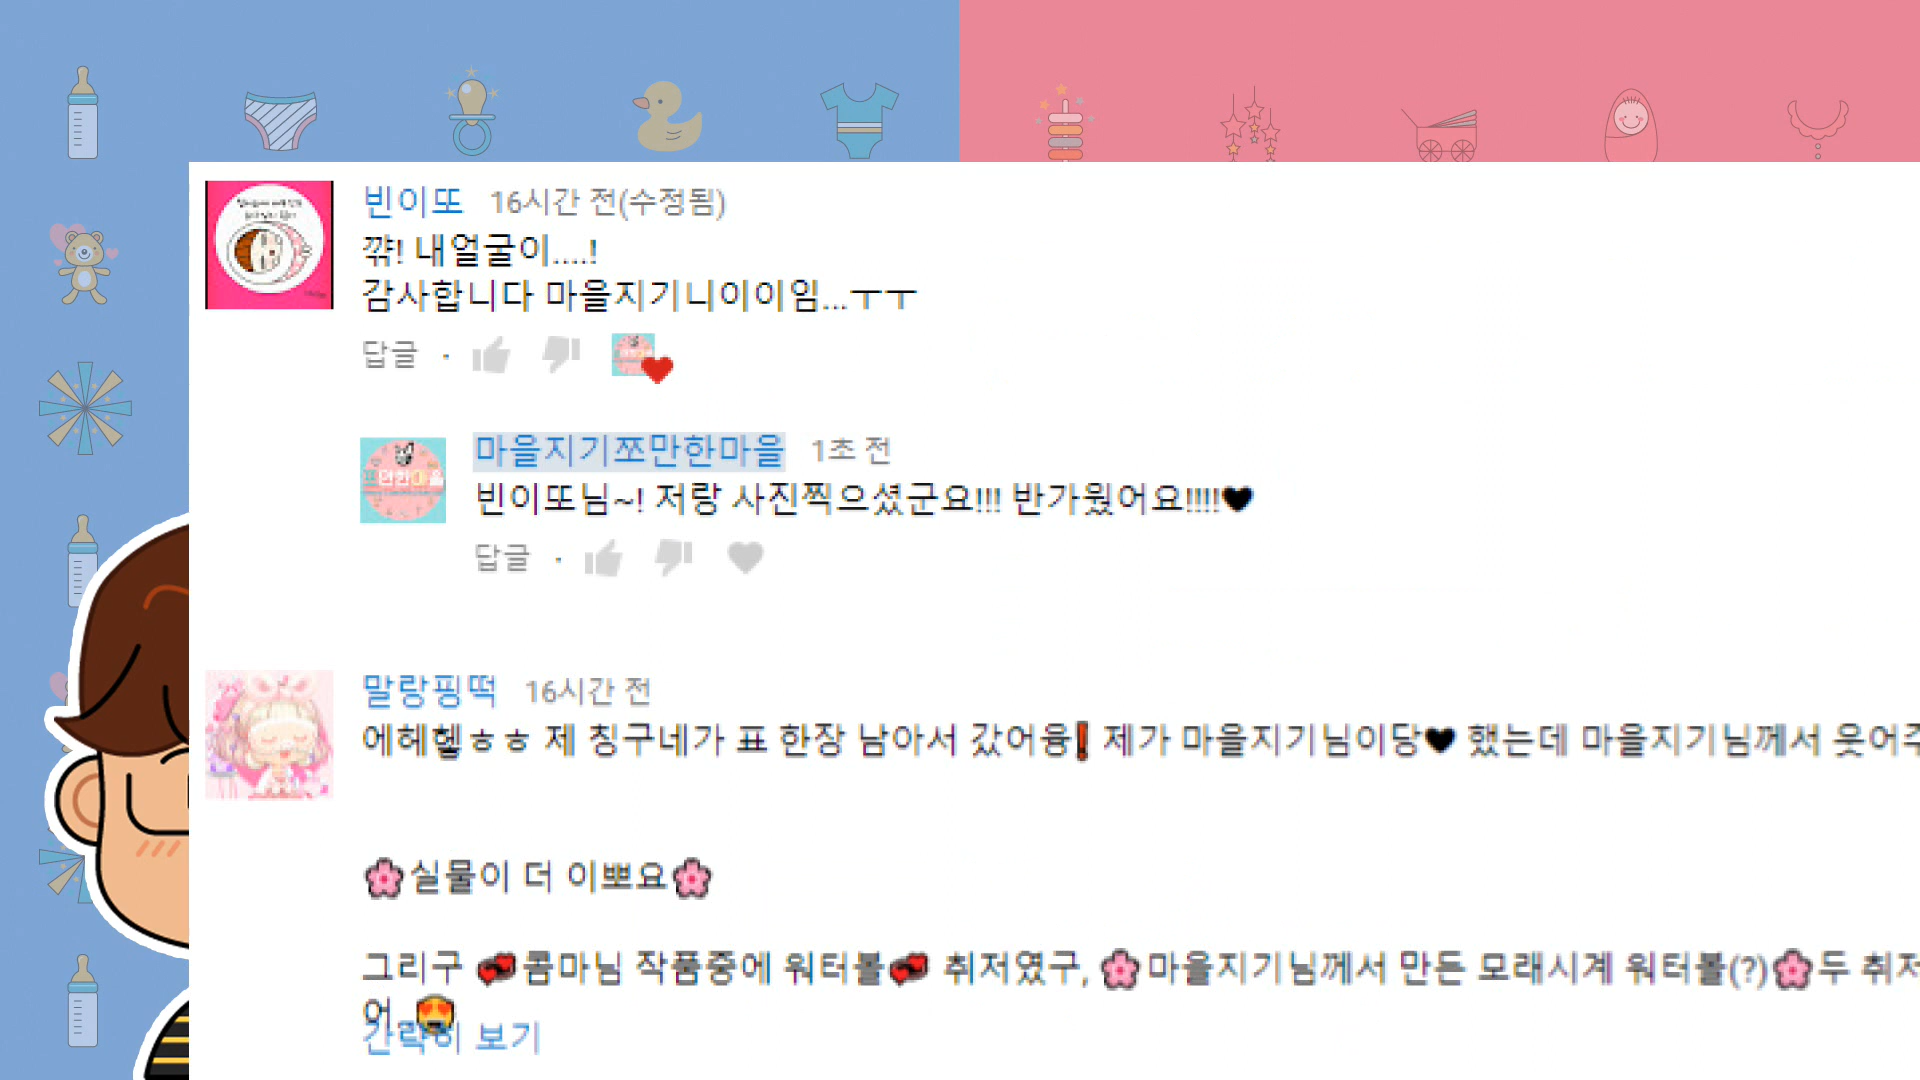 빈이또 16시간 전(수정됨)
꺆! 내얼굴이....!
감사합니다 마을지기니이이임...ㅜㅜ
답글 ·
마을지기쪼만한마을 1초 전
빈이또님~! 저랑 사진찍으셨군요!!! 반가웠어요!!!!🖤
답글 ·
말랑핑떡 16시간 전
에헤헿ㅎㅎ 제 칭구네가 표 한장 남아서 갔어융❗ 제가 마을지기님이당🖤 했는데 마을지기님께서 웃어주
🌸실물이 더 이뽀요🌸
그리구 💞콤마님 작품중에 워터볼💞 취저였구, 🌸마을지기님께서 만든 모래시계 워터볼(?)🌸두 취저
어 😍
간략히 보기